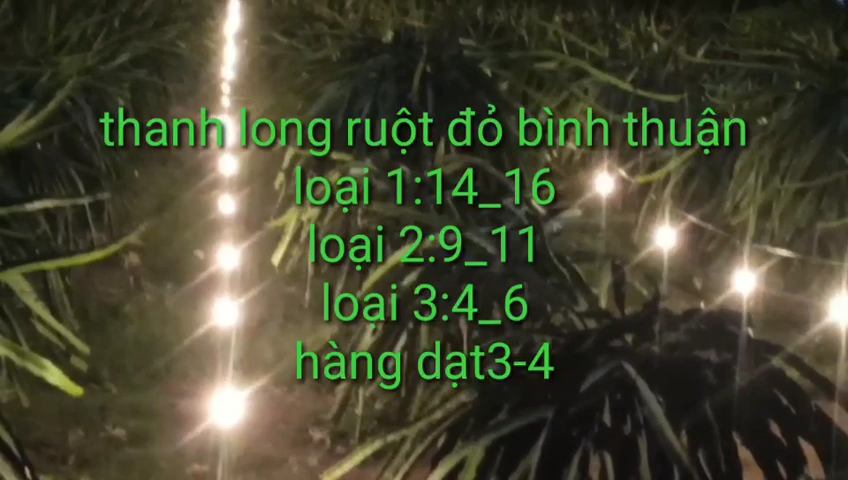 thanh long ruột đỏ bình thuận
loại 1:14_16
loại 2:9_11
loại 3:4_6
hàng dạt3-4